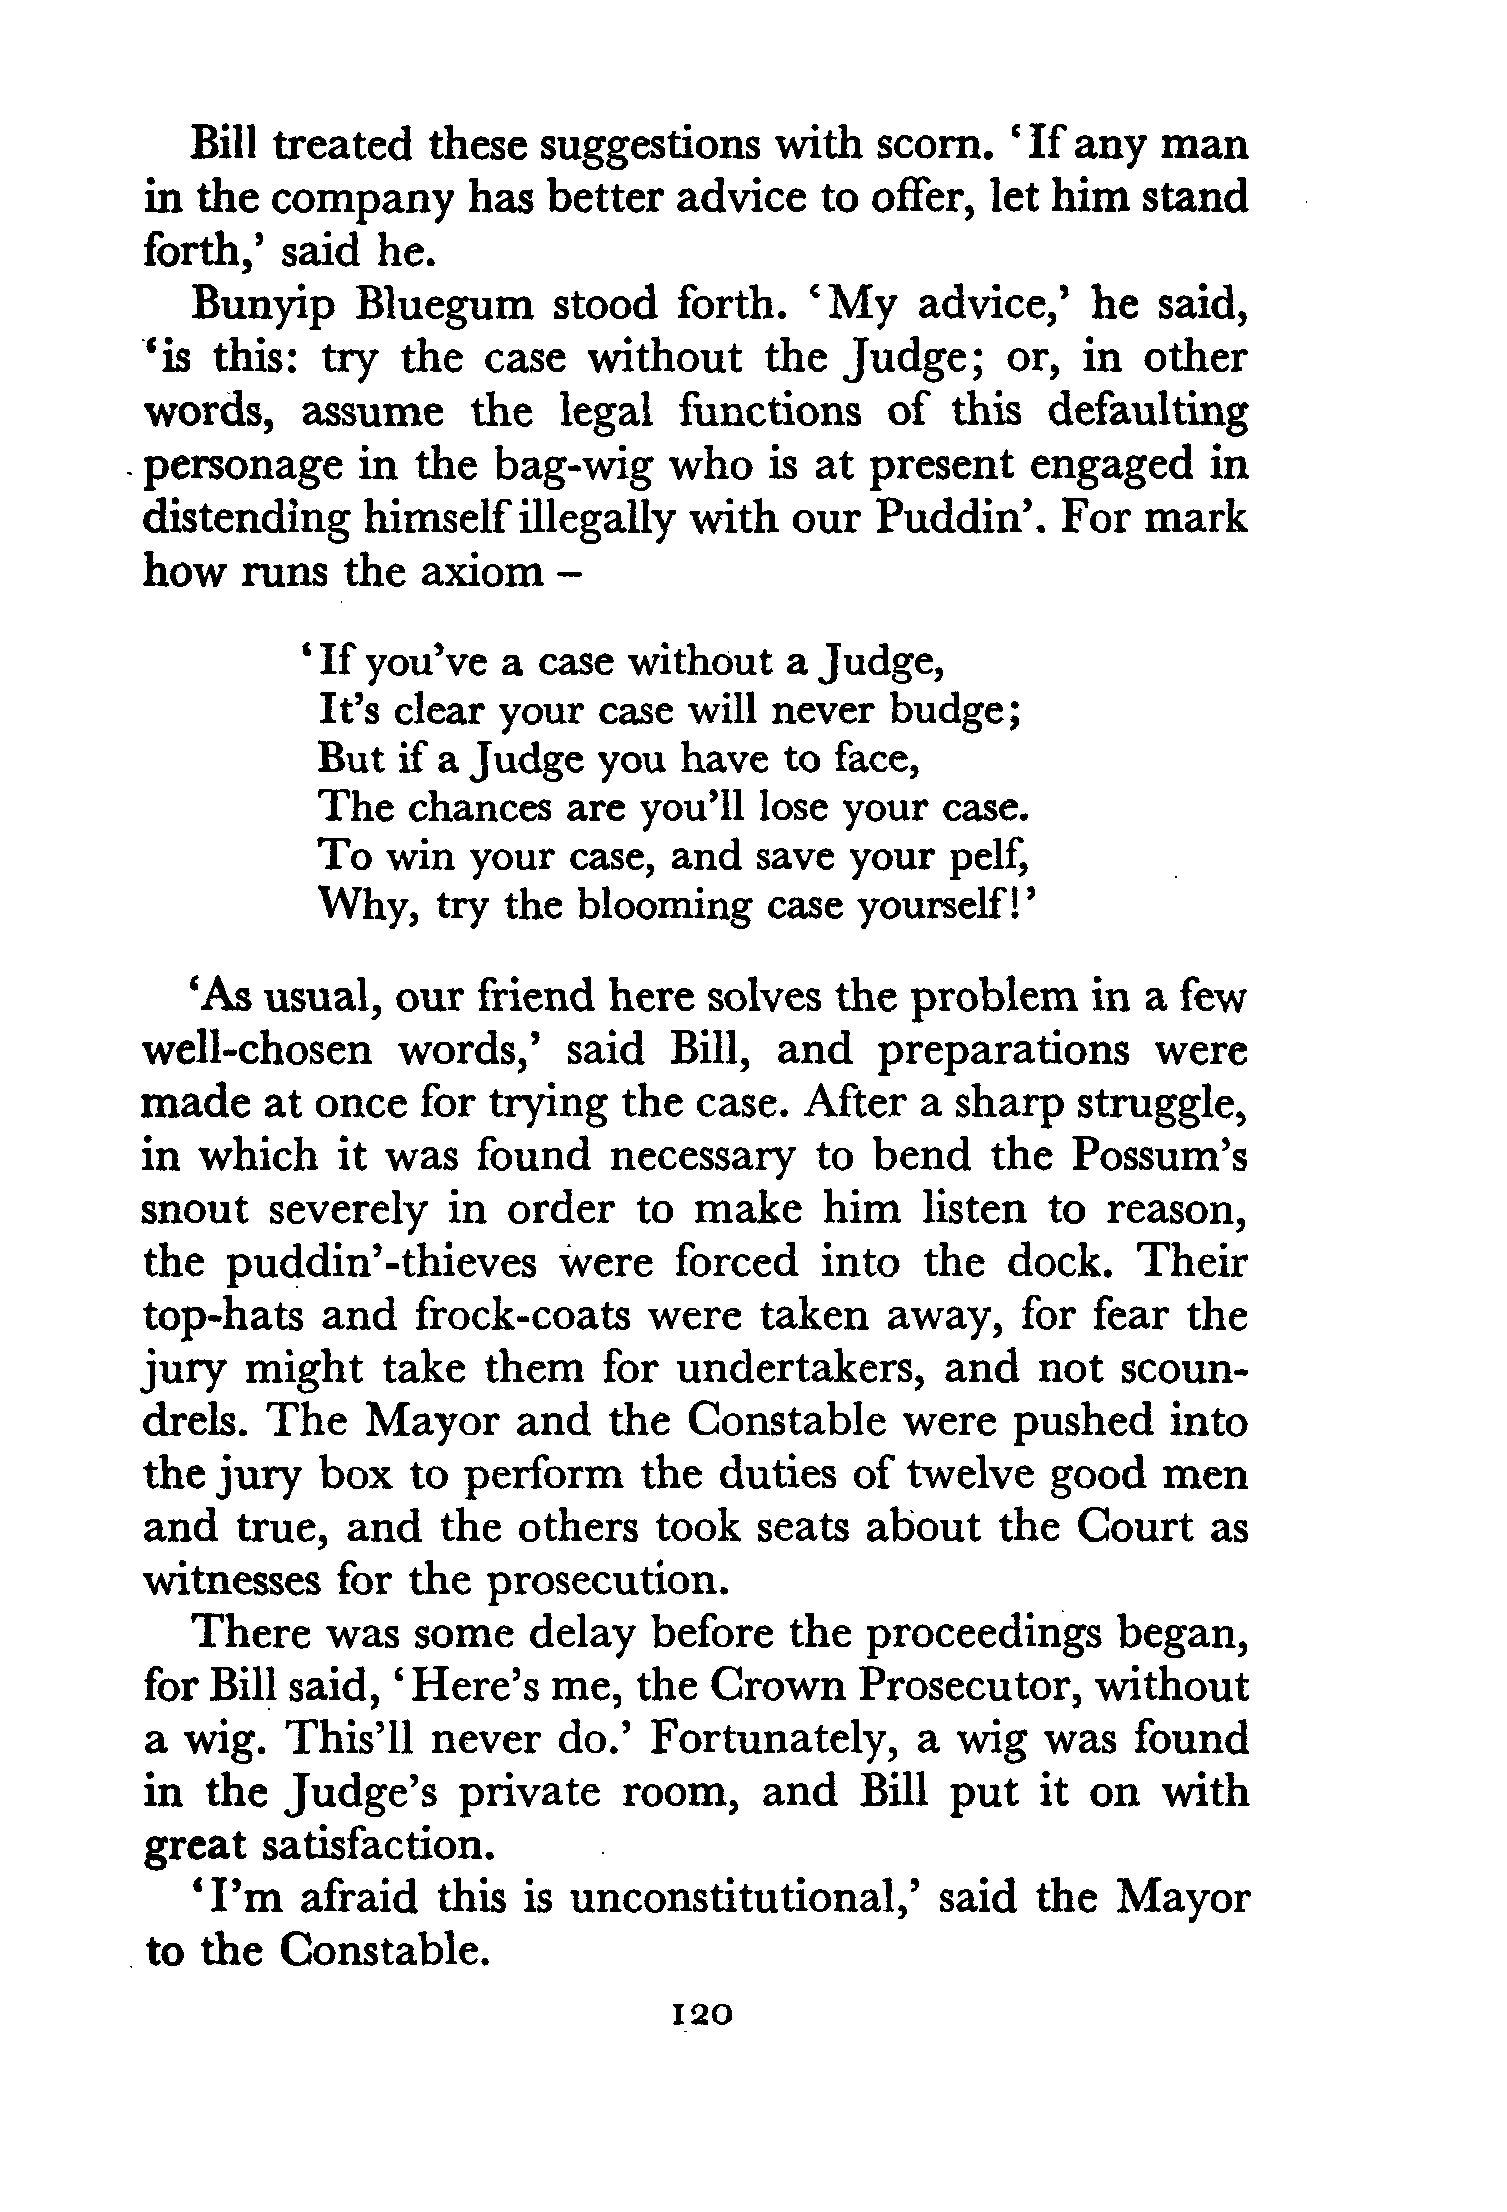 Bill treated these suggestions with scorn. ‘If any man
in the company has better advice to offer, let him stand
forth,’ said he.
Bunyip Bluegum stood forth. ‘My advice,’ he said,
‘is this: try the case without the Judge; or, in other
words, assume the legal functions of this defaulting
personage in the bag-wig who is at present engaged in
distending himself illegally with our Puddin’. For mark
how runs the axiom –
‘If you’ve a case without a Judge,
It’s clear your case will never budge;
But if a Judge you have to face,
The chances are you’ll lose your case.
To win your case, and save your pelf,
Why, try the blooming case yourself!’
‘As usual, our friend here solves the problem in a few
well-chosen words,’ said Bill, and preparations were
made at once for trying the case. After a sharp struggle,
in which it was found necessary to bend the Possum’s
snout severely in order to make him listen to reason,
the puddin’-thieves were forced into the dock. Their
top-hats and frock-coats were taken away, for fear the
jury might take them for undertakers, and not scoun-
drels. The Mayor and the Constable were pushed into
the jury box to perform the duties of twelve good men
and true, and the others took seats about the Court as
witnesses for the prosecution.
There was some delay before the proceedings began,
for Bill said, ‘Here’s me, the Crown Prosecutor, without
a wig. This’ll never do.’ Fortunately, a wig was found
in the Judge’s private room, and Bill put it on with
great satisfaction.
‘I’m afraid this is unconstitutional,’ said the Mayor
to the Constable.
120